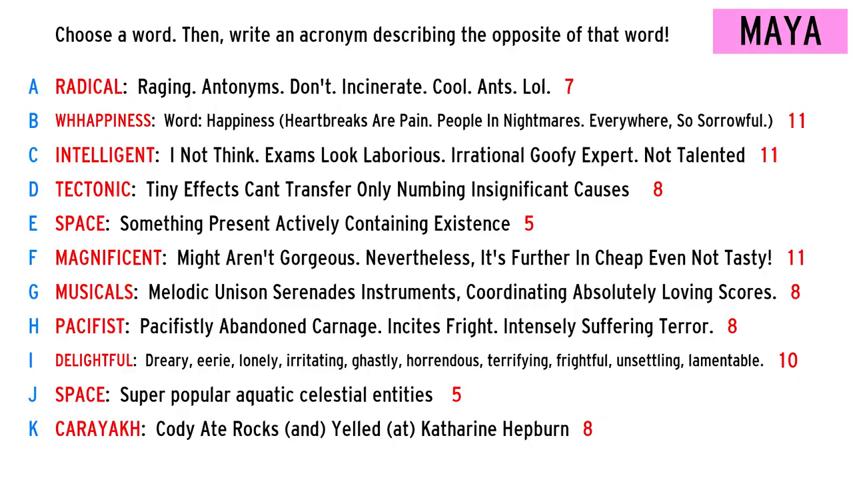 Choose a word. Then, write an acronym describing the opposite of that word!
MAYA
A RADICAL: Raging. Antonyms. Don't. Incinerate. Cool. Ants. Lol. 7
B WHHAPPINESS: Word: Happiness (Heartbreaks Are Pain. People In Nightmares. Everywhere, So Sorrowful.) 11
C INTELLIGENT: I Not Think. Exams Look Laborious. Irrational Goofy Expert. Not Talented 11
D TECTONIC: Tiny Effects Cant Transfer Only Numbing Insignificant Causes 8
E SPACE: Something Present Actively Containing Existence 5
F MAGNIFICENT: Might Aren't Gorgeous. Nevertheless, It's Further In Cheap Even Not Tasty! 11
G MUSICALS: Melodic Unison Serenades Instruments, Coordinating Absolutely Loving Scores. 8
H PACIFIST: Pacifistly Abandoned Carnage. Incites Fright. Intensely Suffering Terror. 8
I DELIGHTFUL: Dreary, eerie, lonely, irritating, ghastly, horrendous, terrifying, frightful, unsettling, lamentable. 10
J SPACE: Super popular aquatic celestial entities 5
K CARAYAKH: Cody Ate Rocks (and) Yelled (at) Katharine Hepburn 8